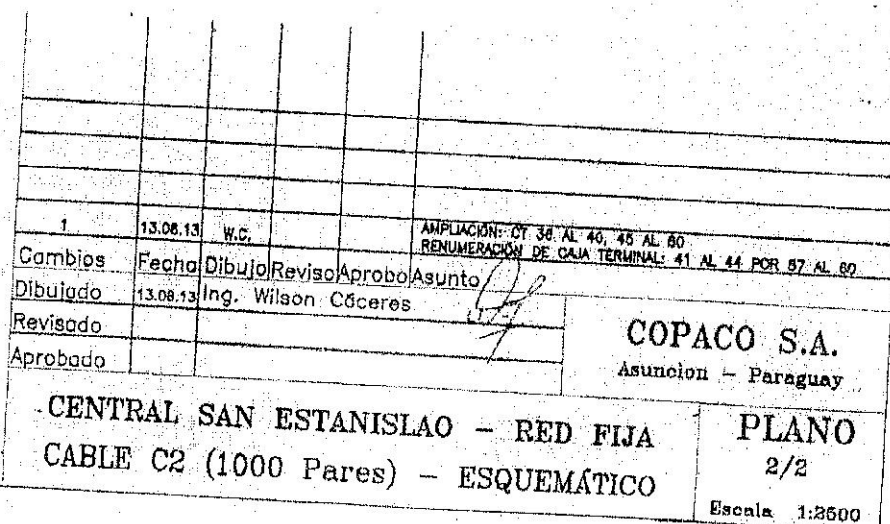 1 13.08.13 W.C. AMPLIACIÓN: CT 36 AL 40, 45 AL 60
RENUMERACIÓN DE CAJA TERMINAL: 41 AL 44 POR 57 AL 60
Cambios Fecha Dibujo Reviso Aprobo Asunto
Dibujado 13.08.13 Ing. Wilson Cáceres
Revisado
Aprobado
COPACO S.A.
Asuncion - Paraguay
CENTRAL SAN ESTANISLAO - RED FIJA
CABLE C2 (1000 Pares) - ESQUEMÁTICO
PLANO
2/2
Escala 1:2500